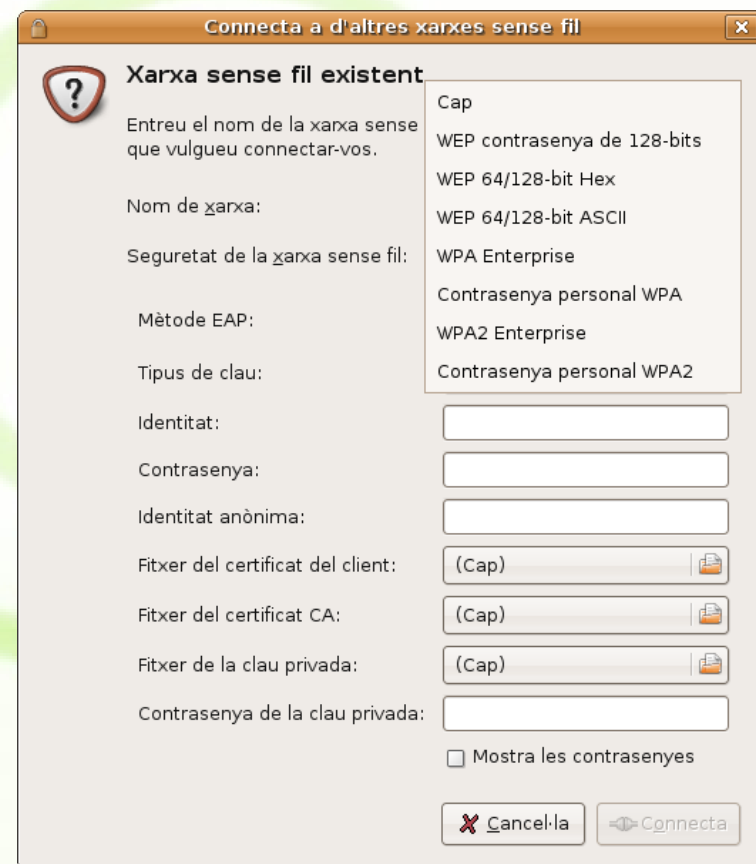 Connecta a d'altres xarxes sense fil
Xarxa sense fil existent
Entreu el nom de la xarxa sense
que vulgueu connectar-vos.
Nom de xarxa:
Seguretat de la xarxa sense fil:
Cap
WEP contrasenya de 128-bits
WEP 64/128-bit Hex
WEP 64/128-bit ASCII
WPA Enterprise
Contrasenya personal WPA
WPA2 Enterprise
Contrasenya personal WPA2
Mètode EAP:
Tipus de clau:
Identitat:
Contrasenya:
Identitat anònima:
Fitxer del certificat del client: (Cap)
Fitxer del certificat CA: (Cap)
Fitxer de la clau privada: (Cap)
Contrasenya de la clau privada:
Mostra les contrasenyes
Cancel·la Connecta